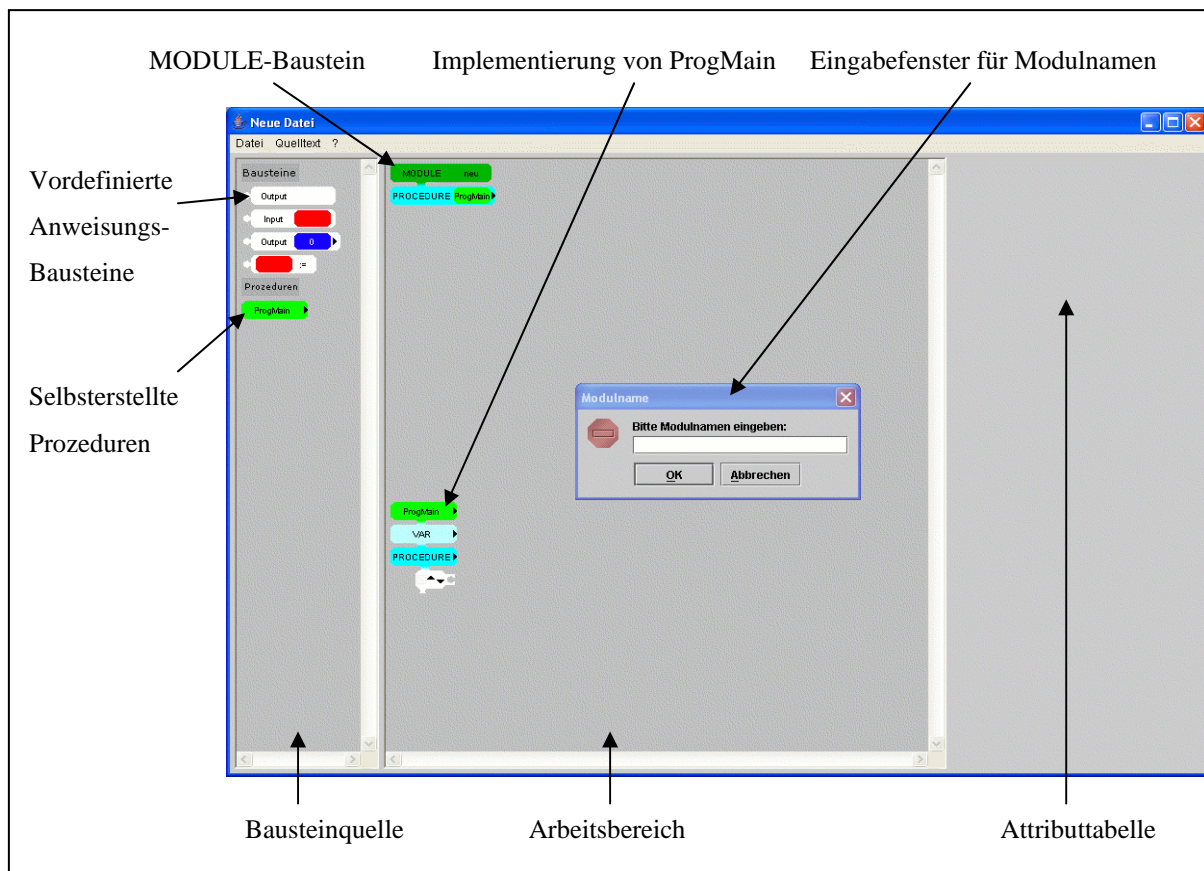 MODULE-Baustein
Implementierung von ProgMain
Eingabefenster für Modulnamen
Neue Datei
Datei Quelltext ?
Vordefinierte
Anweisungs-
Bausteine
Selbsterstellte
Prozeduren
Bausteine
Output
Input
Output 0
:=
Prozeduren
ProgMain
MODULE neu
PROCEDURE ProgMain
Modulname
Bitte Modulnamen eingeben:
OK Abbrechen
ProgMain
VAR
PROCEDURE
Bausteinquelle
Arbeitsbereich
Attributtabelle